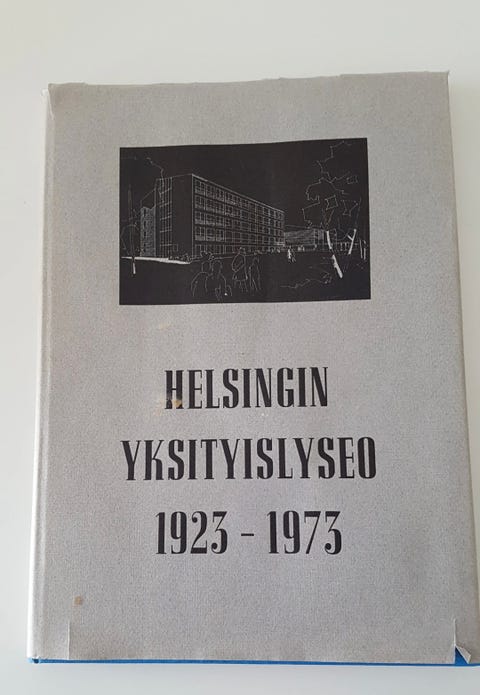 HELSINGIN
YKSITYISLYSEO
1923 - 1973